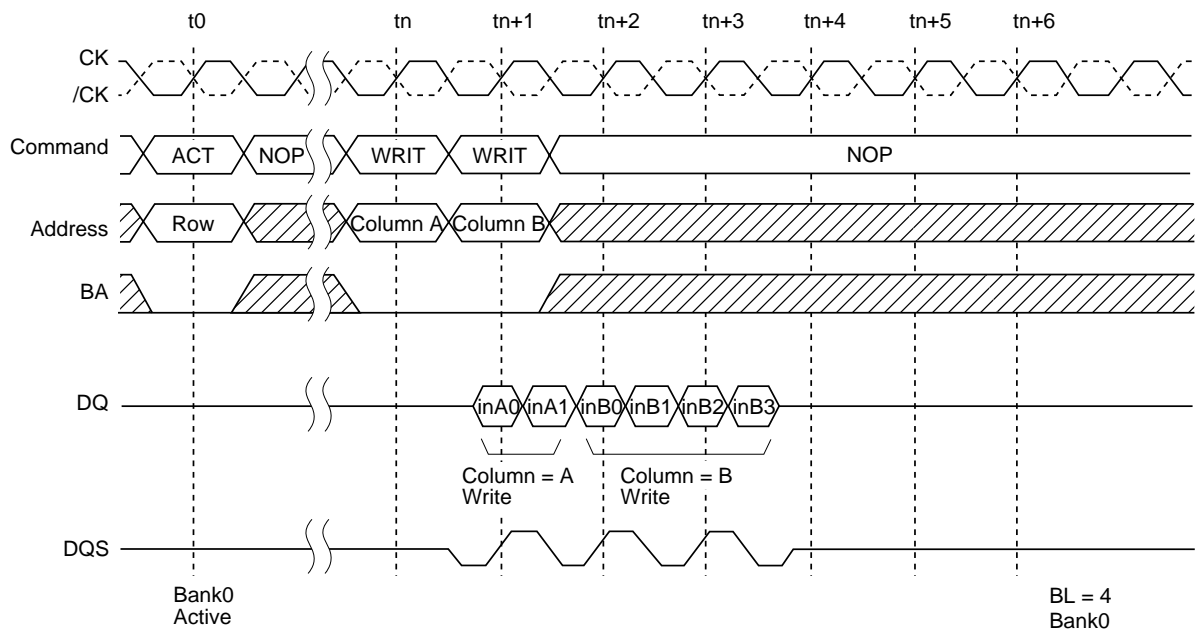 t0 tn tn+1 tn+2 tn+3 tn+4 tn+5 tn+6
CK
/CK
Command ACT NOP WRIT WRIT NOP
Address Row Column A Column B
BA
DQ inA0 inA1 inB0 inB1 inB2 inB3
Column = A Column = B
Write Write
DQS
Bank0 BL = 4
Active Bank0